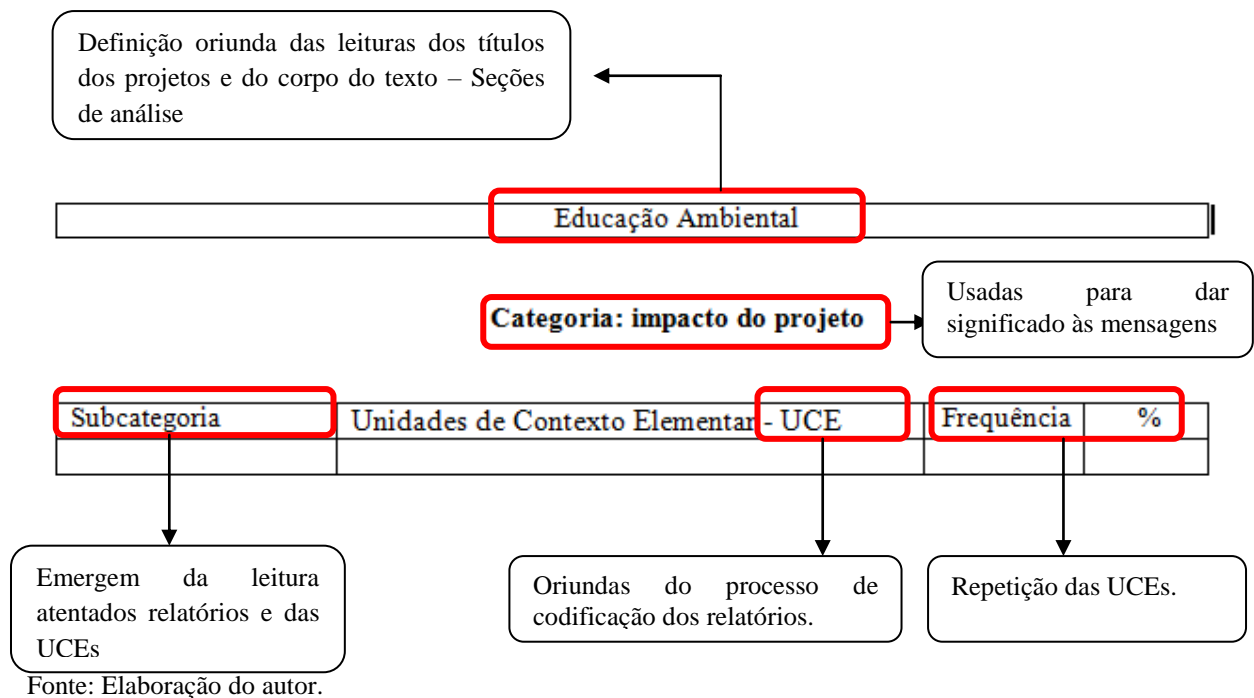 Definição oriunda das leituras dos títulos
dos projetos e do corpo do texto – Seções
de análise
Educação Ambiental
Categoria: impacto do projeto
Usadas para dar
significado às mensagens
Subcategoria
Unidades de Contexto Elementar - UCE
Frequência
%
Emergem da leitura
atentados relatórios e das
UCEs
Oriundas do processo de
codificação dos relatórios.
Repetição das UCEs.
Fonte: Elaboração do autor.